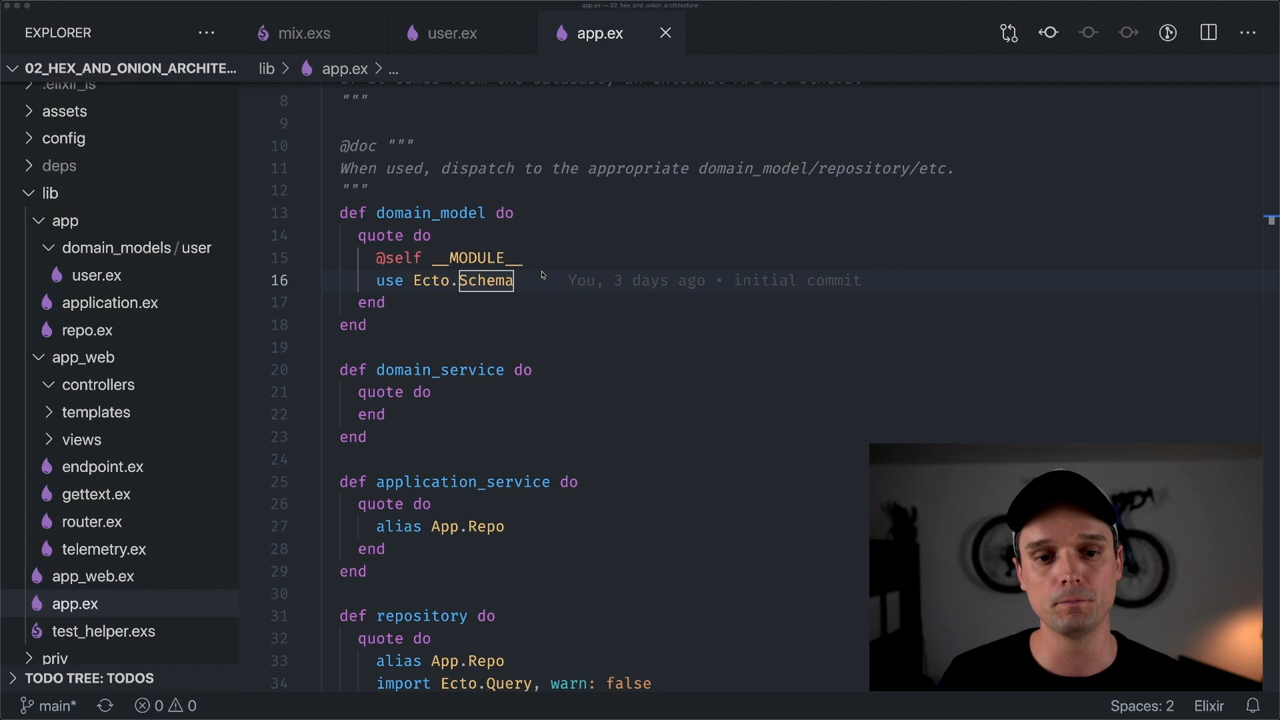 app.ex — 02_hex_and_onion_architecture
EXPLORER
mix.exs
user.ex
app.ex
02_HEX_AND_ONION_ARCHITE...
lib > app.ex > ...
.elixir_ls
assets
config
deps
lib
app
domain_models/user
user.ex
application.ex
repo.ex
app_web
controllers
templates
views
endpoint.ex
gettext.ex
router.ex
telemetry.ex
app_web.ex
app.ex
test_helper.exs
priv
TODO TREE: TODOS
8 """
9
10 @doc """
11 When used, dispatch to the appropriate domain_model/repository/etc.
12 """
13 def domain_model do
14 quote do
15 @self __MODULE__
16 use Ecto.Schema You, 3 days ago • initial commit
17 end
18 end
19
20 def domain_service do
21 quote do
22 end
23 end
24
25 def application_service do
26 quote do
27 alias App.Repo
28 end
29 end
30
31 def repository do
32 quote do
33 alias App.Repo
34 import Ecto.Query, warn: false
main* 0 0 Spaces: 2 Elixir